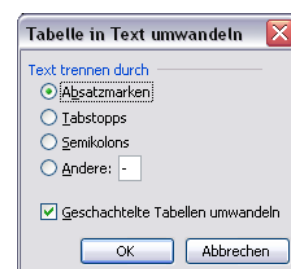 Tabelle in Text umwandeln
Text trennen durch
Absatzmarken
Tabstopps
Semikolons
Andere: -
Geschachtelte Tabellen umwandeln
OK Abbrechen